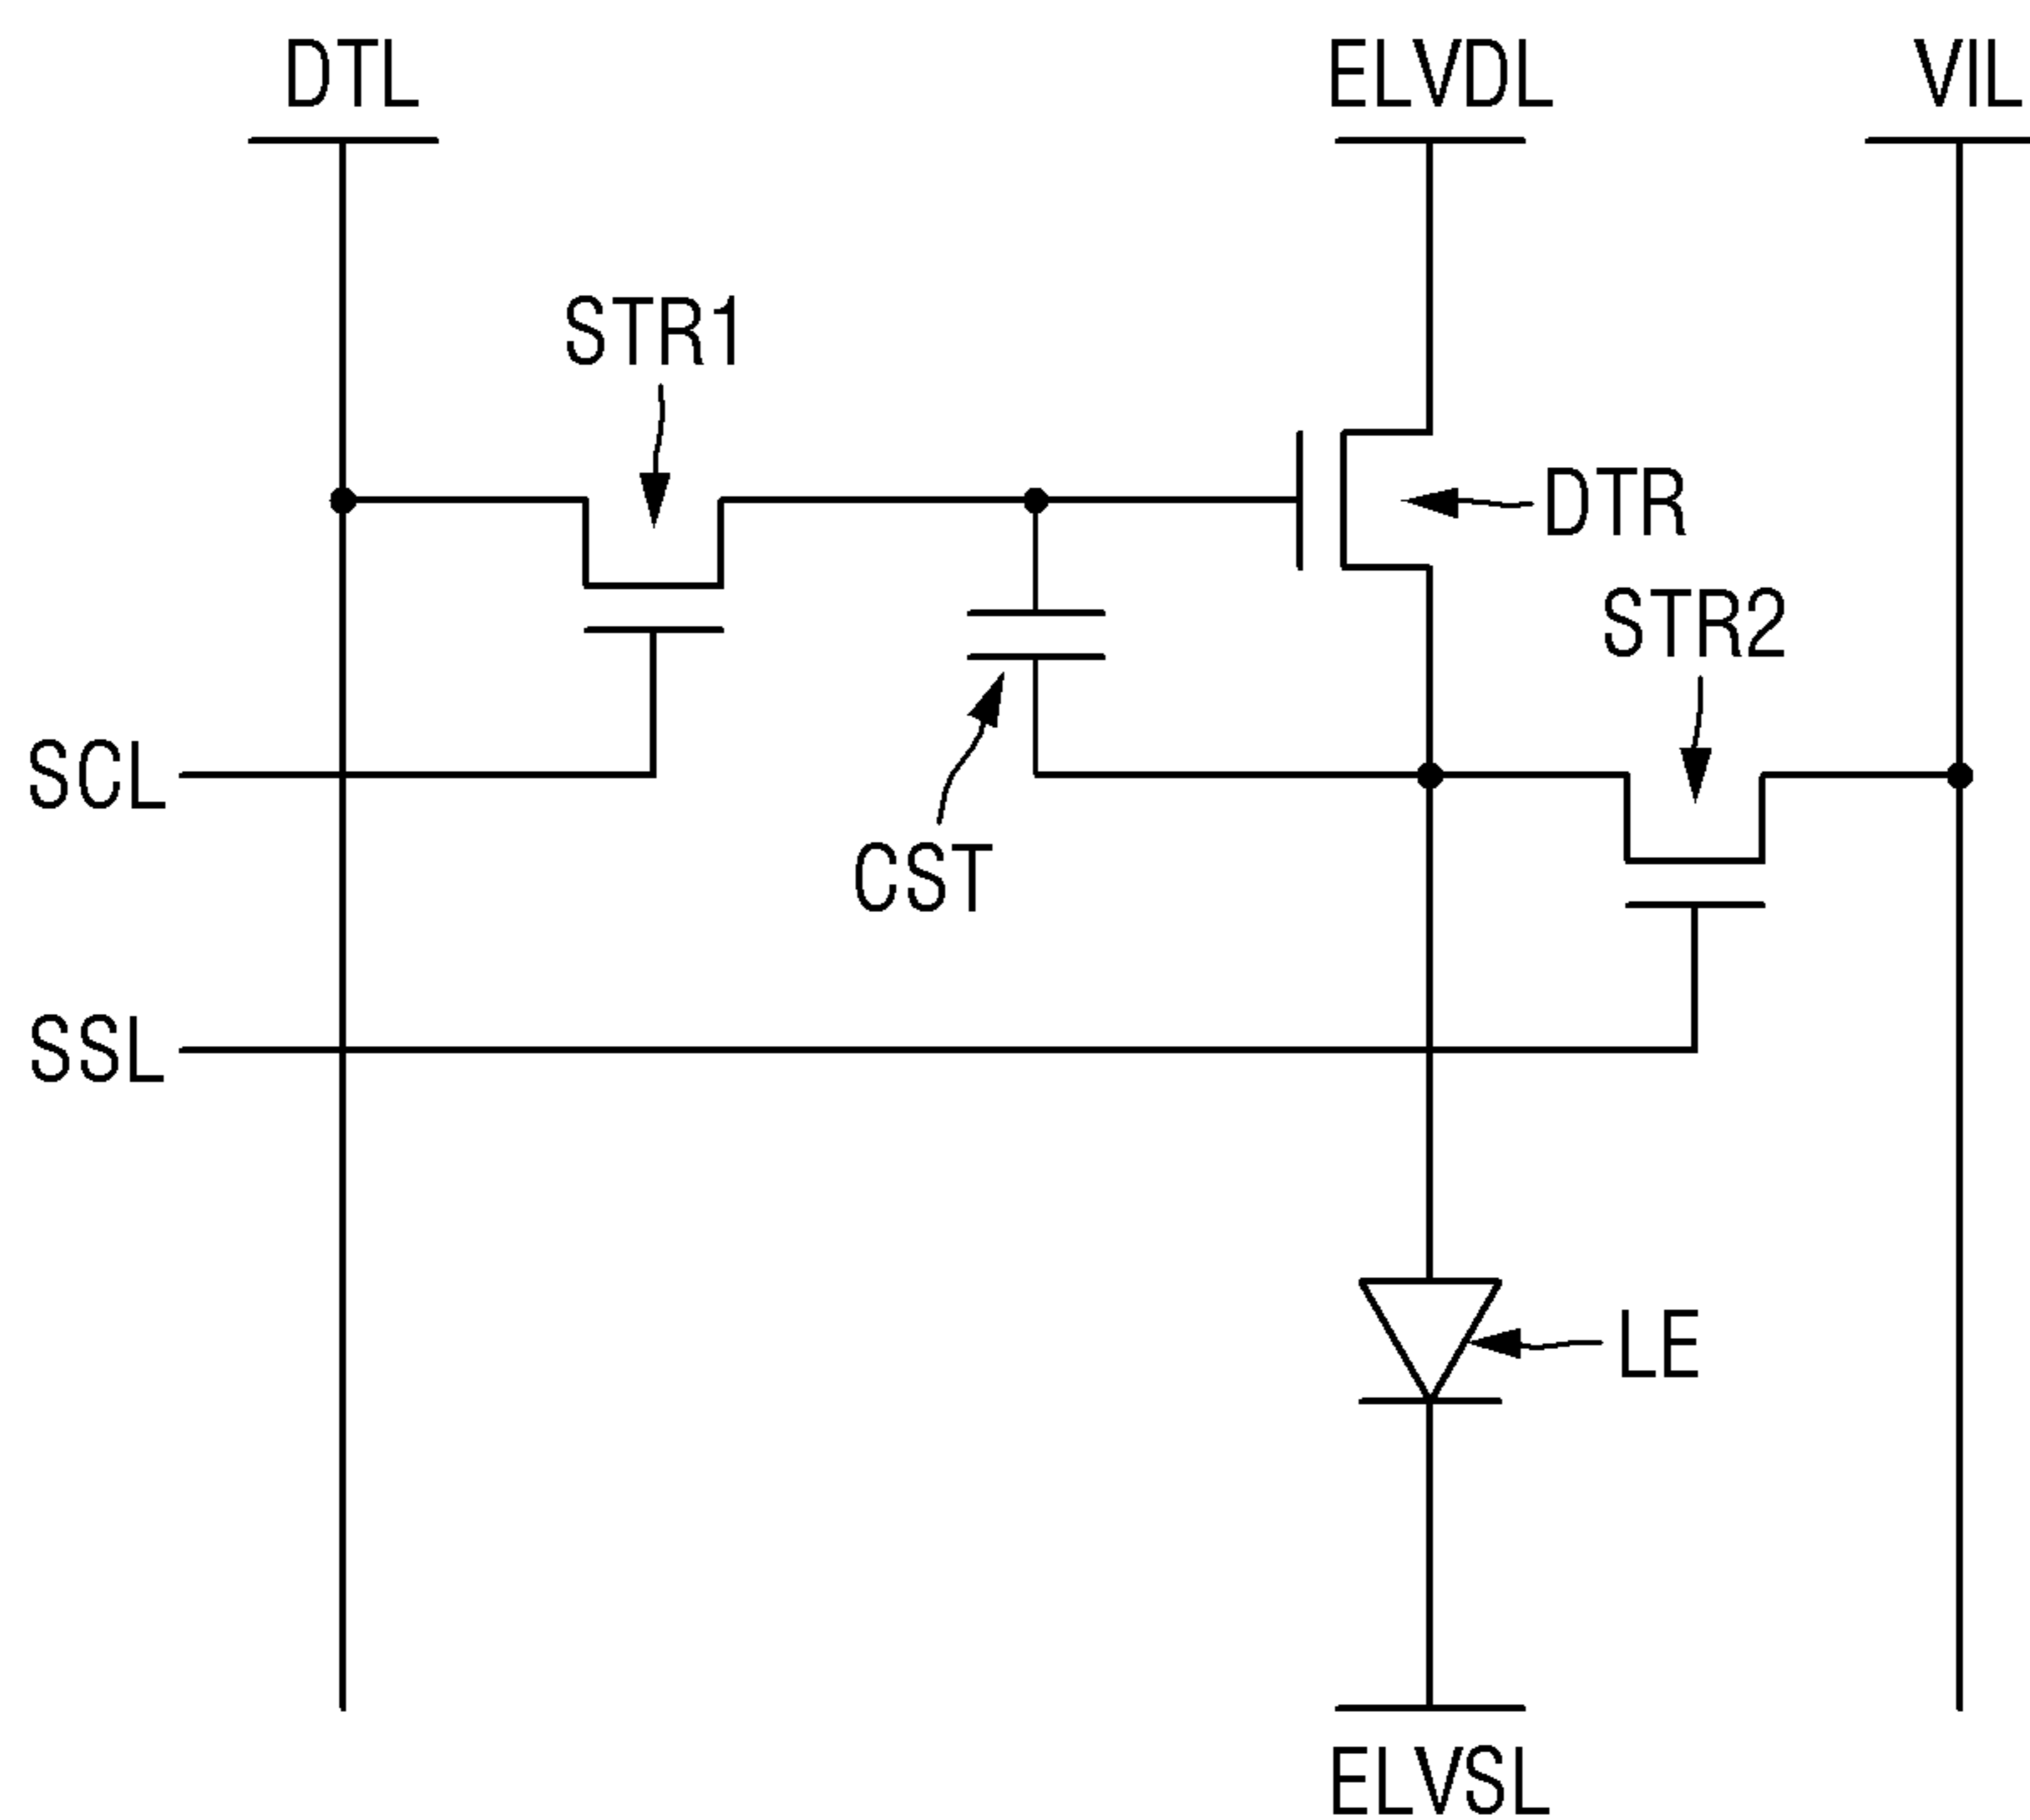 DTL ELVDL VIL
STR1
DTR
STR2
SCL
CST
SSL
LE
ELVSL